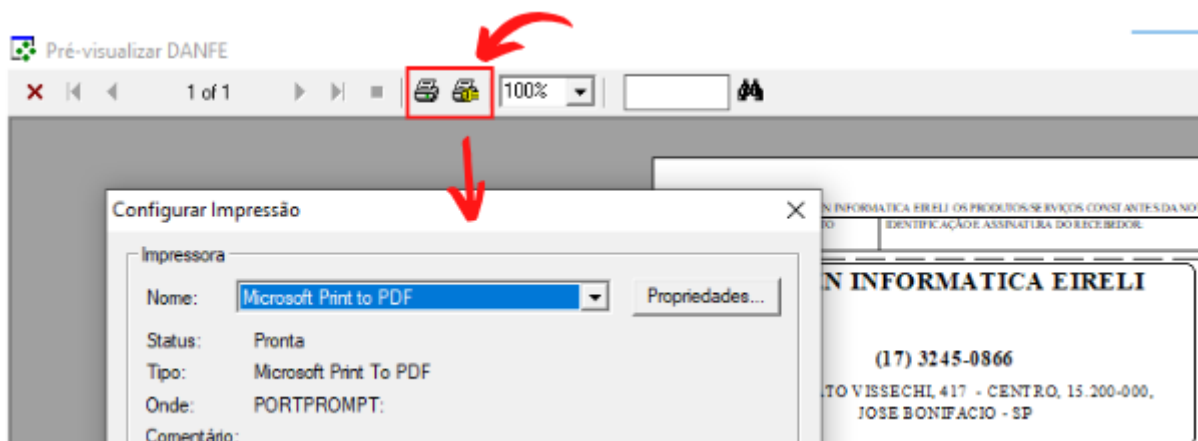 Pré-visualizar DANFE
1 of 1
100%
Configurar Impressão
Impressora
Nome:
Microsoft Print to PDF
Propriedades...
Status:
Pronta
Tipo:
Microsoft Print To PDF
Onde:
PORTPROMPT:
Comentário:
N INFORMATICA EIRELI OS PRODUTOS/SERVIÇOS CONSTANTES DA NO
TO
IDENTIFICAÇÃO E ASSINATURA DO RECEBEDOR.
N INFORMATICA EIRELI
(17) 3245-0866
TO VISSECHI, 417 - CENTRO, 15.200-000,
JOSE BONIFACIO - SP